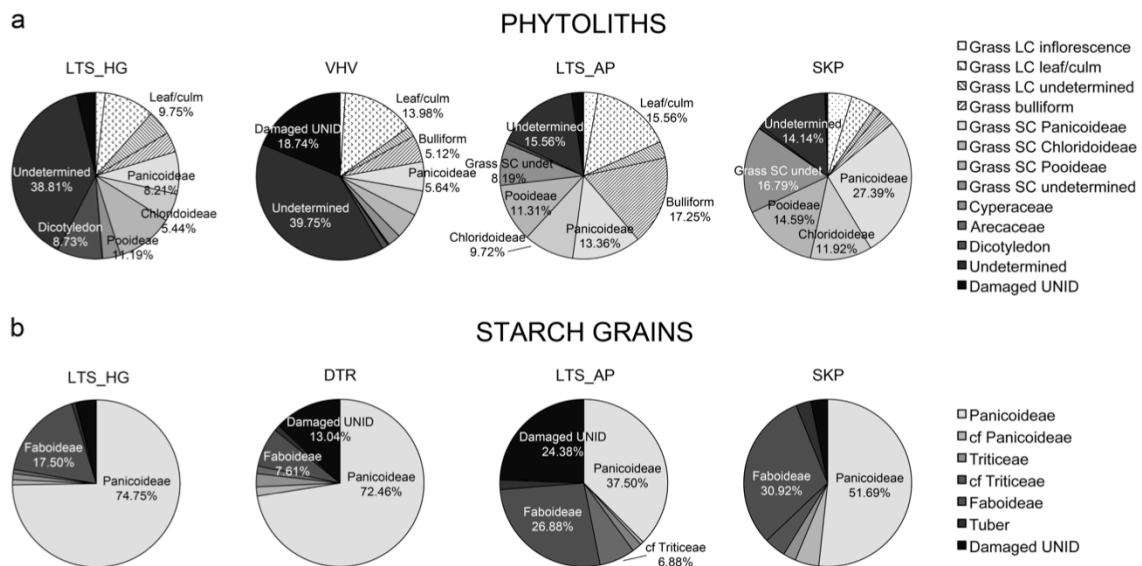 a
PHYTOLITHS
LTS_HG
Leaf/culm
9.75%
Panicoideae
8.21%
Chloridoideae
5.44%
Pooideae
11.19%
Dicotyledon
8.73%
Undetermined
38.81%
VHV
Leaf/culm
13.98%
Bulliform
5.12%
Panicoideae
5.64%
Undetermined
39.75%
Damaged UNID
18.74%
LTS_AP
Leaf/culm
15.56%
Bulliform
17.25%
Panicoideae
13.36%
Chloridoideae
9.72%
Pooideae
11.31%
Grass SC undet
8.19%
Undetermined
15.56%
SKP
Panicoideae
27.39%
Chloridoideae
11.92%
Pooideae
14.59%
Grass SC undet
16.79%
Undetermined
14.14%
Grass LC inflorescence
Grass LC leaf/culm
Grass LC undetermined
Grass bulliform
Grass SC Panicoideae
Grass SC Chloridoideae
Grass SC Pooideae
Grass SC undetermined
Cyperaceae
Arecaceae
Dicotyledon
Undetermined
Damaged UNID
b
STARCH GRAINS
LTS_HG
Faboideae
17.50%
Panicoideae
74.75%
DTR
Damaged UNID
13.04%
Faboideae
7.61%
Panicoideae
72.46%
LTS_AP
Damaged UNID
24.38%
Panicoideae
37.50%
Faboideae
26.88%
cf Triticeae
6.88%
SKP
Faboideae
30.92%
Panicoideae
51.69%
Panicoideae
cf Panicoideae
Triticeae
cf Triticeae
Faboideae
Tuber
Damaged UNID